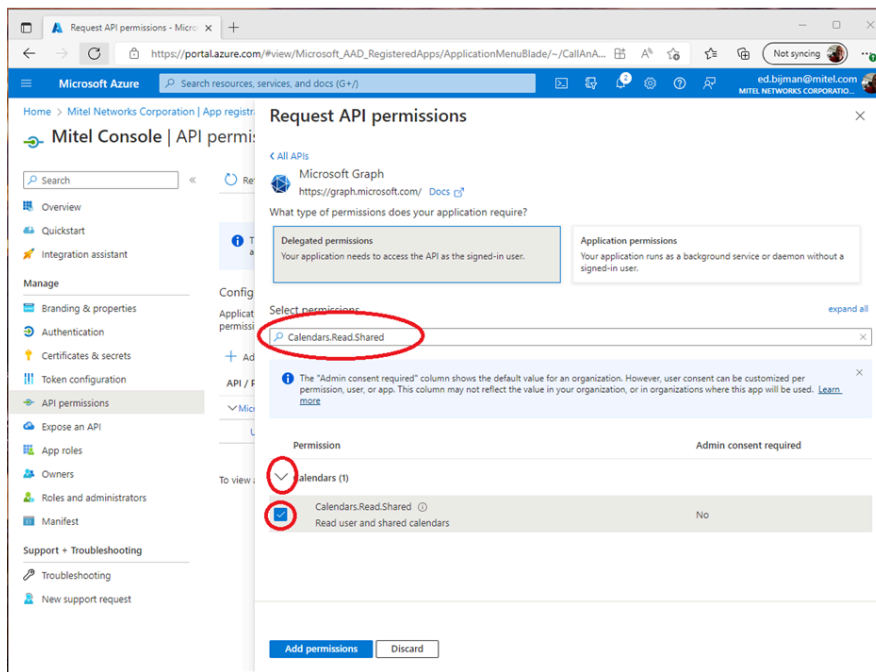 Request API permissions - Micro
https://portal.azure.com/#view/Microsoft_AAD_RegisteredApps/ApplicationMenuBlade/~/CallAnA...
Not syncing
Microsoft Azure
Search resources, services, and docs (G+/)
2
ed.bijman@mitel.com
MITEL NETWORKS CORPORATIO...
Home > Mitel Networks Corporation | App registr
Mitel Console | API permis
Search
Overview
Quickstart
Integration assistant
Manage
Branding & properties
Authentication
Certificates & secrets
Token configuration
API permissions
Expose an API
App roles
Owners
Roles and administrators
Manifest
Support + Troubleshooting
Troubleshooting
New support request
Re
Config
Applicat
permissi
Ad
API / P
Micr
U
To view a
Request API permissions
All APIs
Microsoft Graph
https://graph.microsoft.com/ Docs
What type of permissions does your application require?
Delegated permissions
Your application needs to access the API as the signed-in user.
Application permissions
Your application runs as a background service or daemon without a
signed-in user.
Select permissions
expand all
Calendars.Read.Shared
The "Admin consent required" column shows the default value for an organization. However, user consent can be customized per
permission, user, or app. This column may not reflect the value in your organization, or in organizations where this app will be used. Learn
more
Permission
Admin consent required
Calendars (1)
Calendars.Read.Shared
Read user and shared calendars
No
Add permissions
Discard